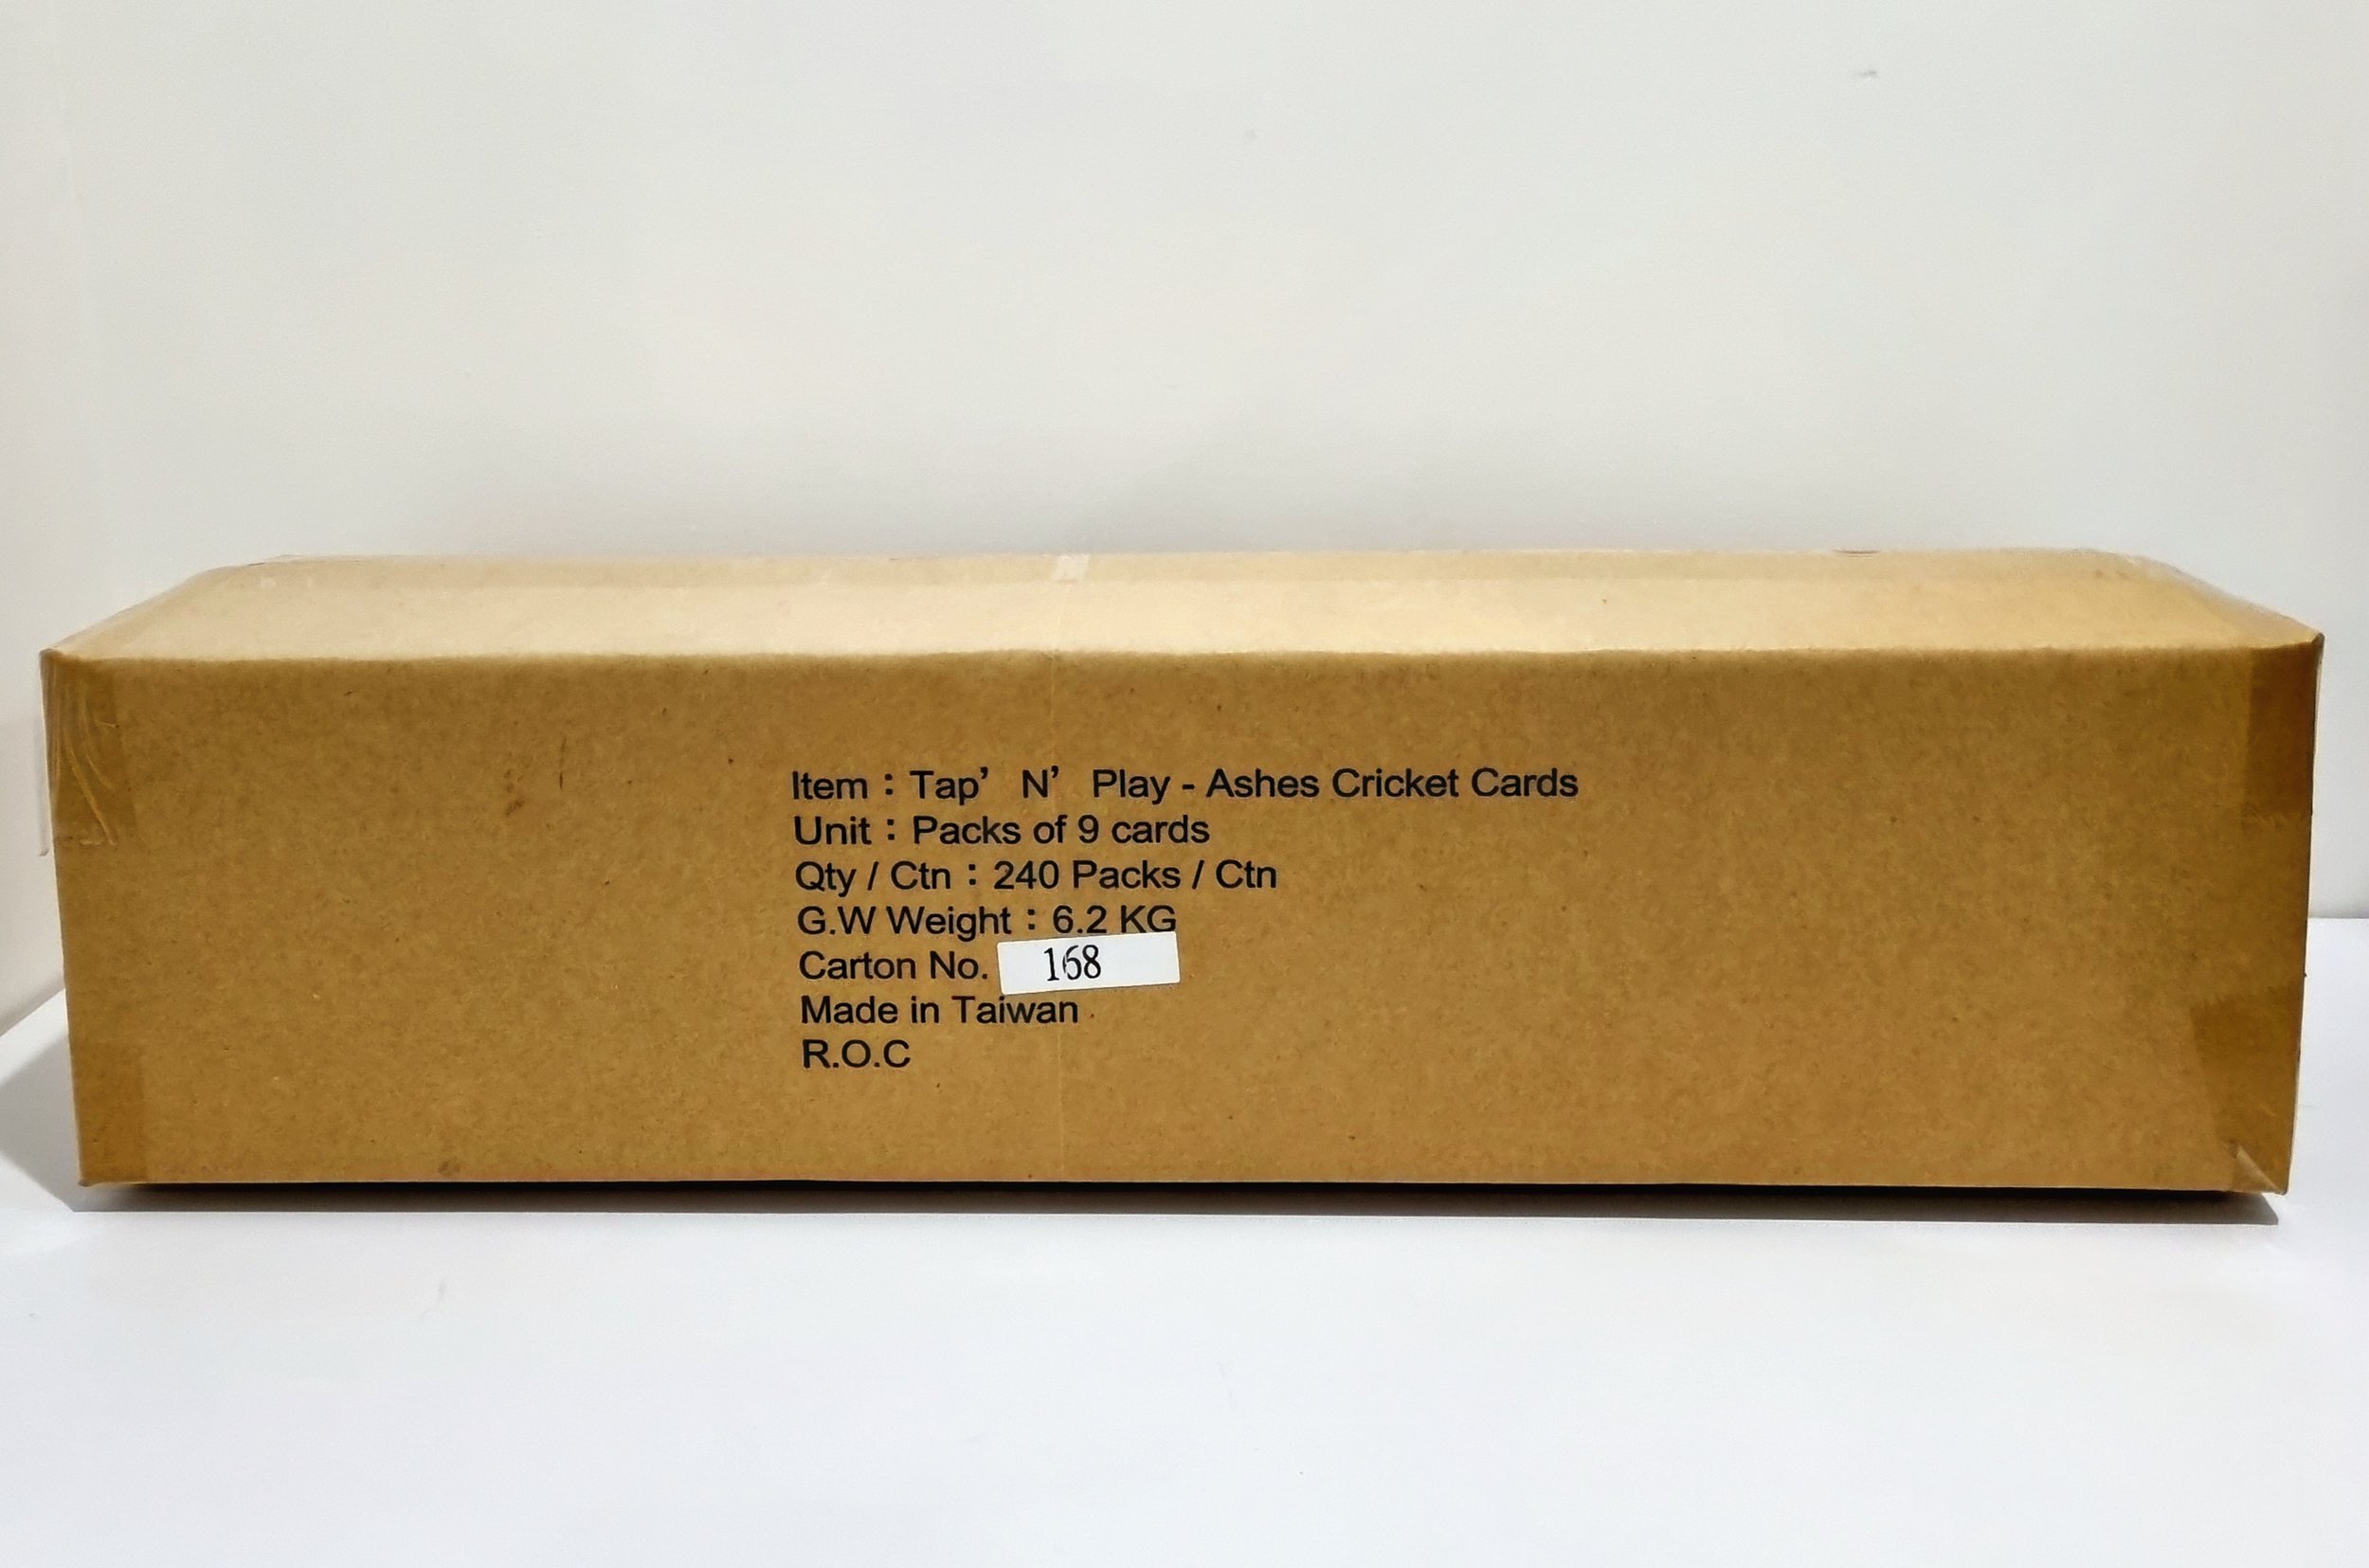 Item：Tap’ N’ Play - Ashes Cricket Cards
Unit：Packs of 9 cards
Qty / Ctn：240 Packs / Ctn
G.W Weight：6.2 KG
Carton No. 168
Made in Taiwan
R.O.C